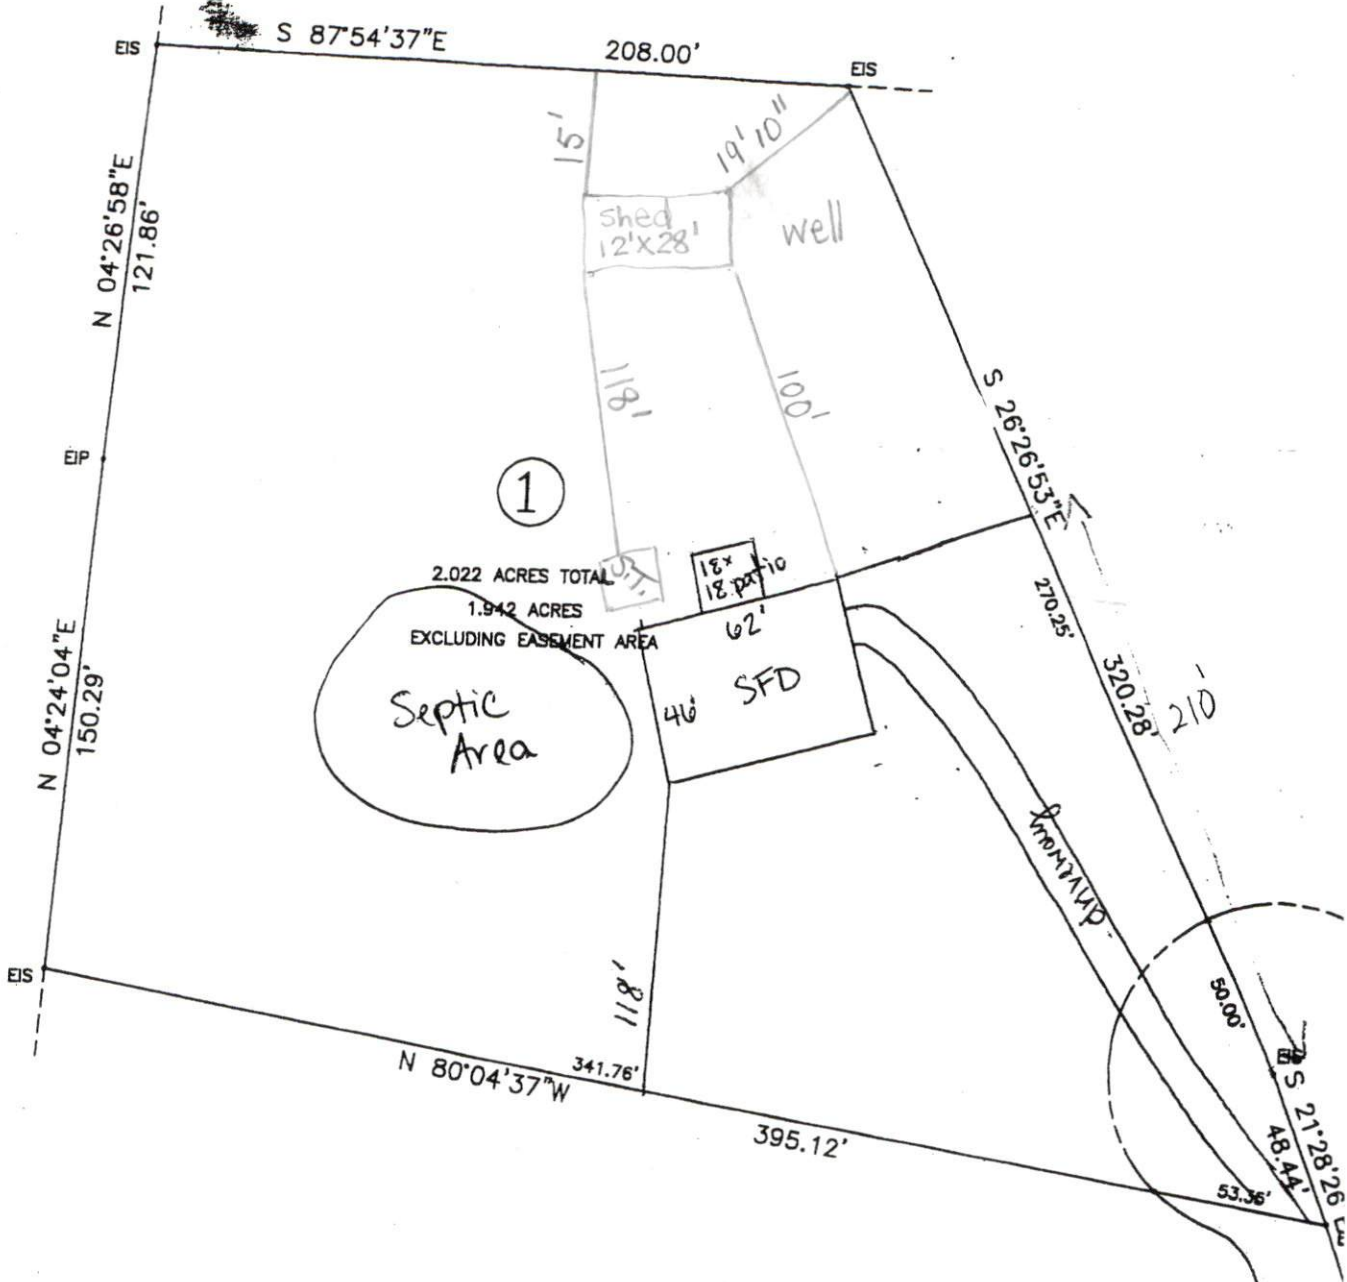 S 87°54'37"E
208.00'
EIS
EIS
15'
19'10"
N 04°26'58"E
121.86'
shed
12'X28'
well
118'
100'
S 26°26'53"E
EIP
1
2.022 ACRES TOTAL
S.T.
18x
18 patio
1.942 ACRES
EXCLUDING EASEMENT AREA
62'
270.25'
N 04°24'04"E
150.29'
Septic
Area
46'
SFD
320.28'
210'
driveway
EIS
118'
50.00'
N 80°04'37"W
341.76'
395.12'
S 21°28'26
48.44'
53.36'